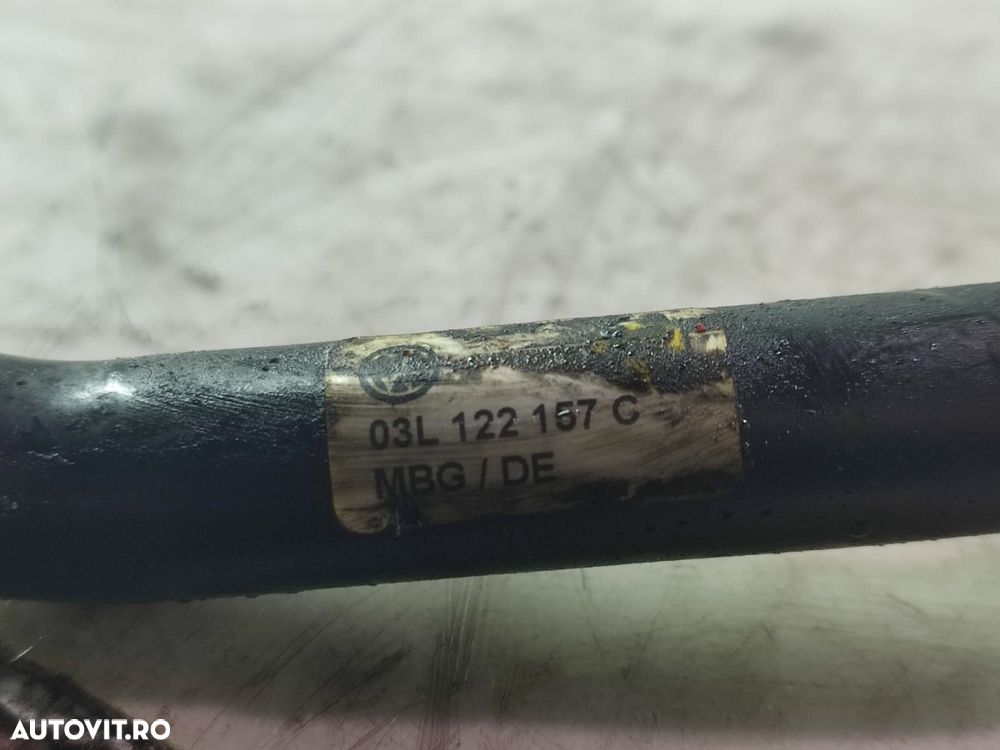 03L 122 157 C
MBG / DE
AUTOVIT.RO